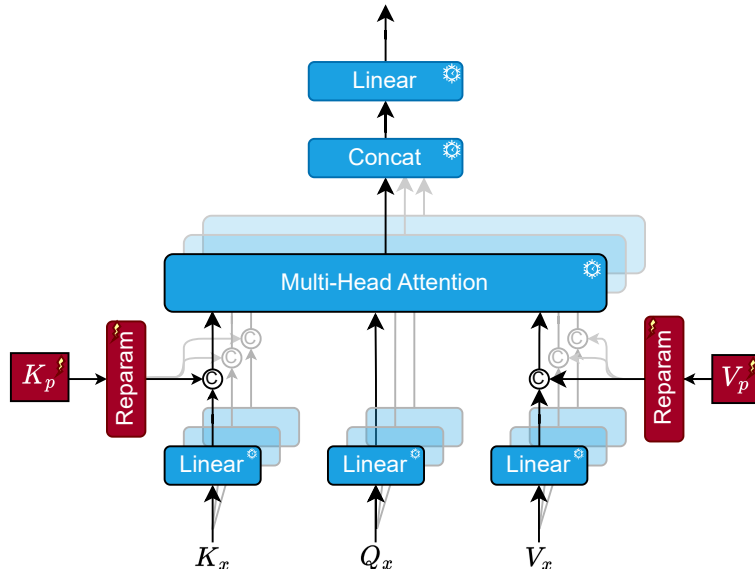 Linear
Concat
Multi-Head Attention
K_p
Reparam
C
C
C
C
C
C
Reparam
V_p
Linear
Linear
Linear
K_x
Q_x
V_x